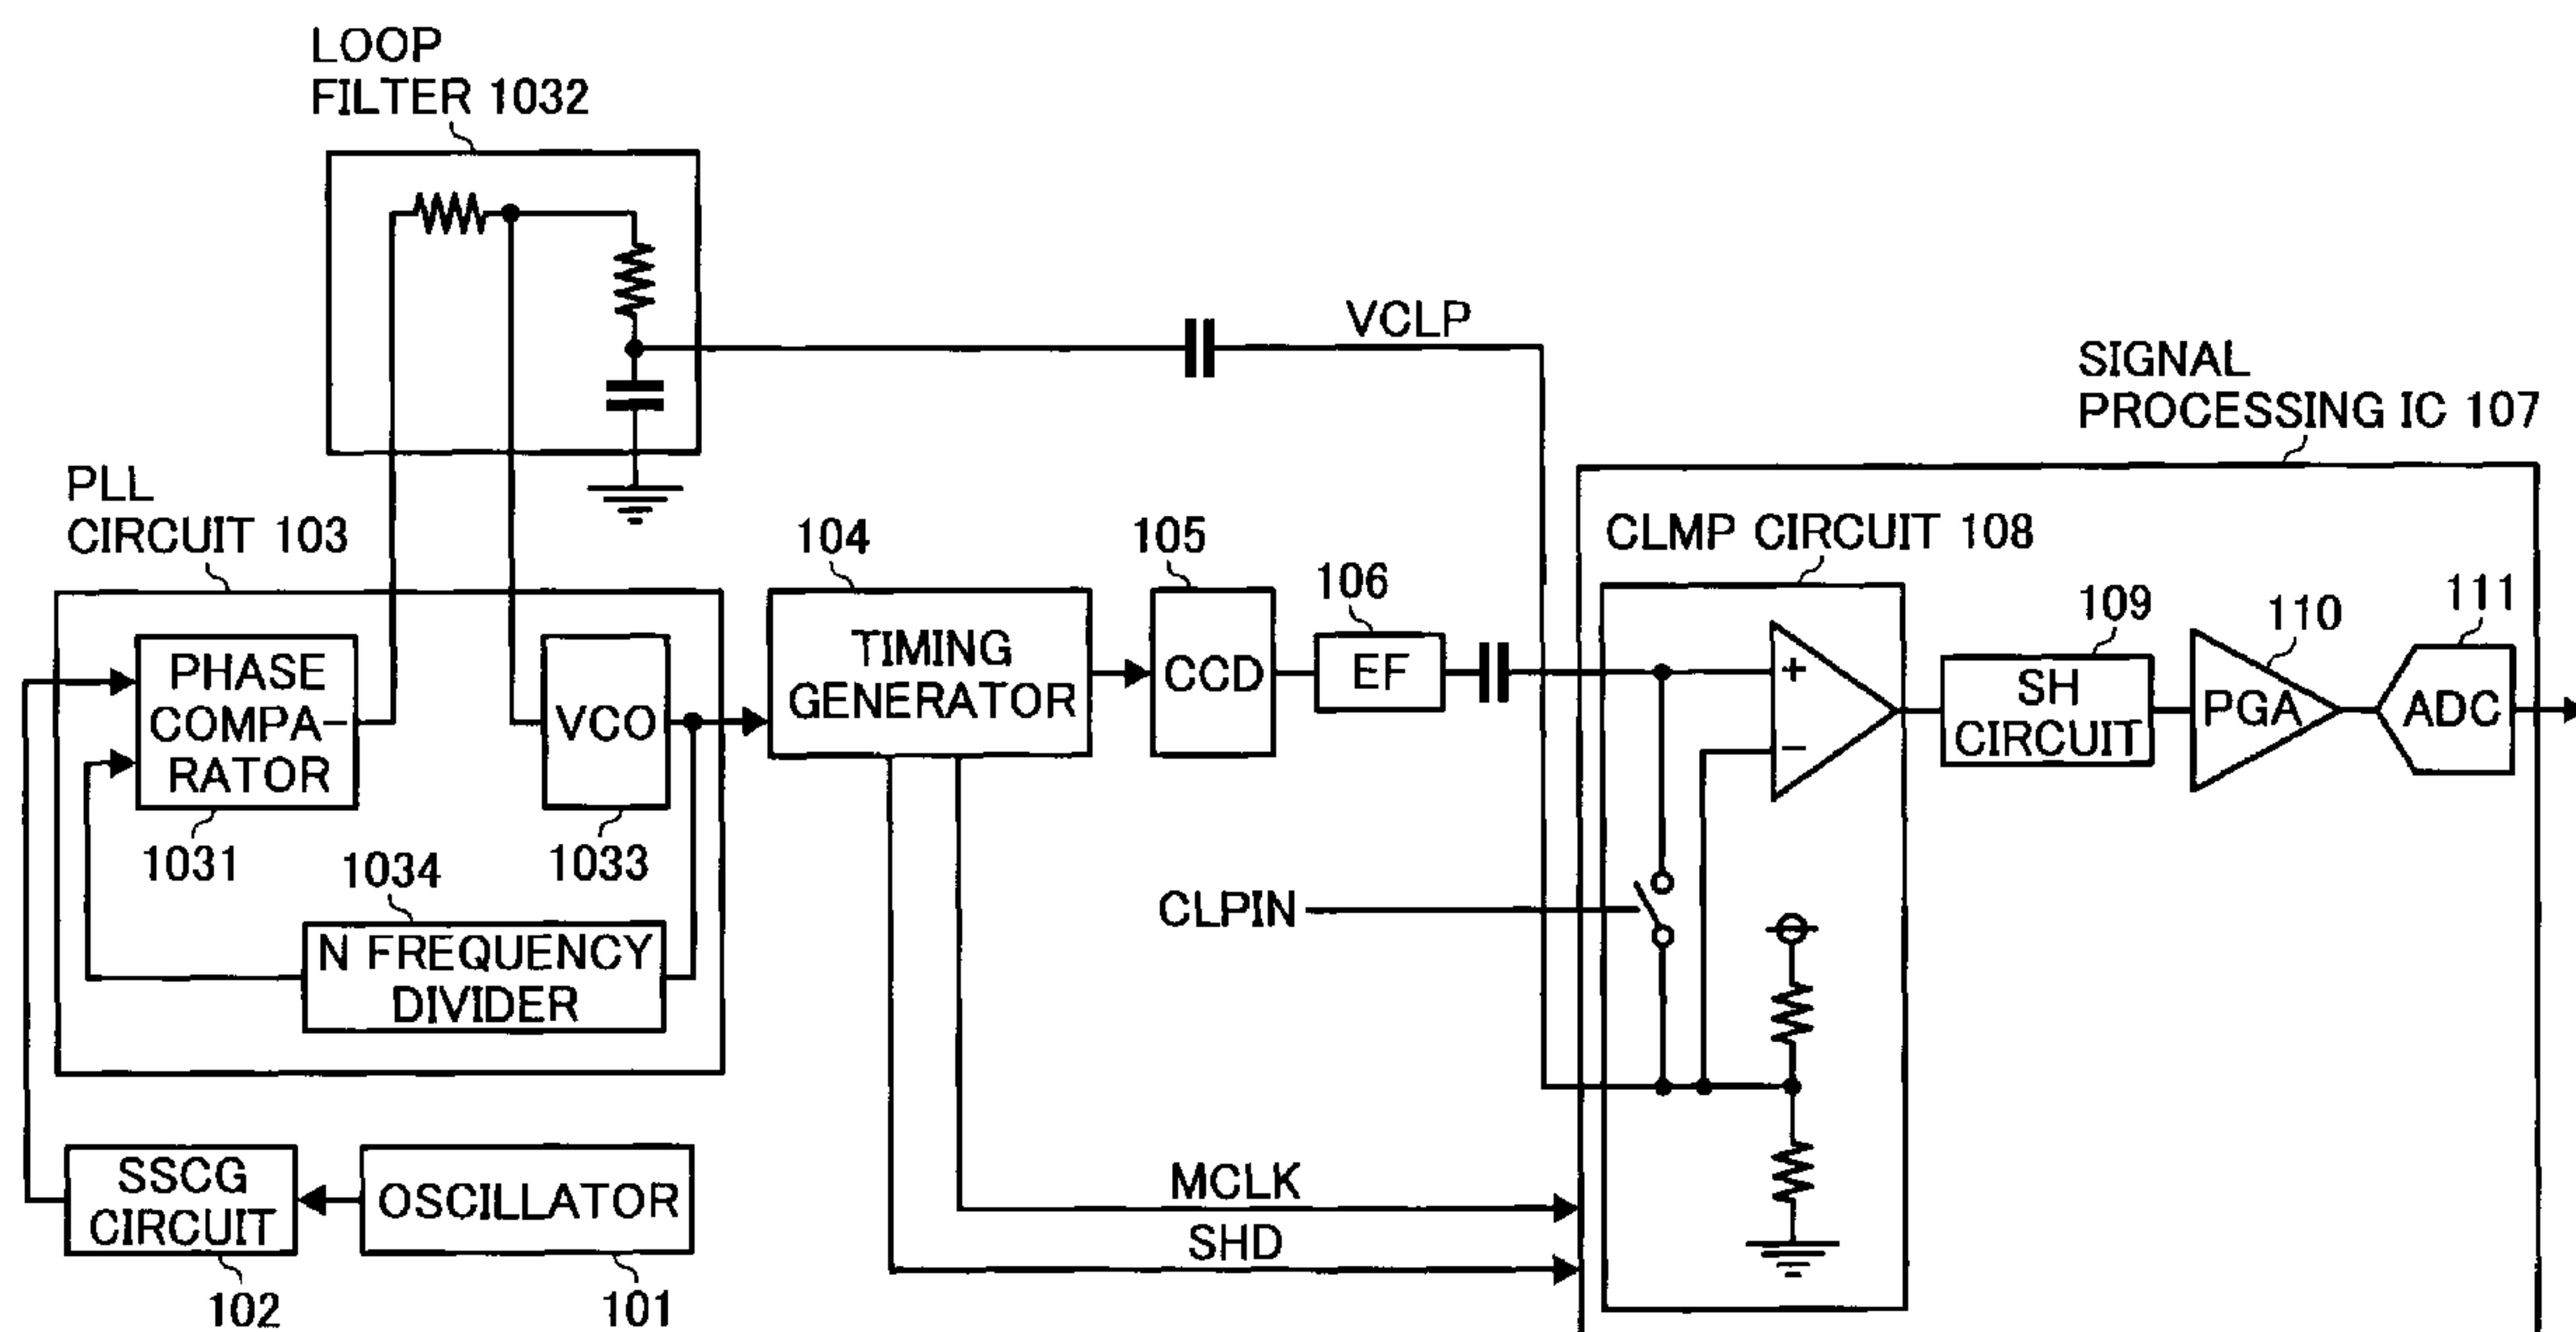 LOOP
FILTER 1032
VCLP
SIGNAL
PROCESSING IC 107
PLL
CIRCUIT 103
104
105
106
CLMP CIRCUIT 108
109
110
111
PHASE
COMPA-
RATOR
1031
VCO
1033
TIMING
GENERATOR
CCD
EF
+
−
SH
CIRCUIT
PGA
ADC
1034
N FREQUENCY
DIVIDER
CLPIN
SSCG
CIRCUIT
102
OSCILLATOR
101
MCLK
SHD